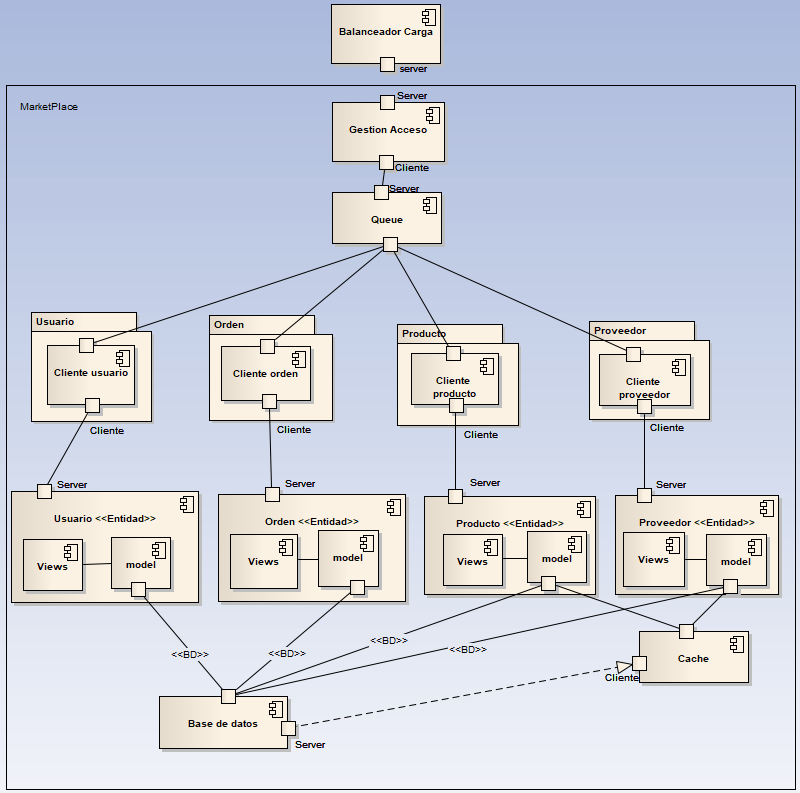 Balanceador Carga
server
MarketPlace
Server
Gestion Acceso
Cliente
Server
Queue
Usuario
Orden
Producto
Proveedor
Cliente usuario
Cliente orden
Cliente
producto
Cliente
proveedor
Cliente
Cliente
Cliente
Cliente
Server
Server
Server
Server
Usuario <<Entidad>>
Orden <<Entidad>>
Producto <<Entidad>>
Proveedor <<Entidad>>
Views
model
Views
model
Views
model
Views
model
<<BD>>
<<BD>>
<<BD>>
<<BD>>
Cache
Cliente
Base de datos
Server